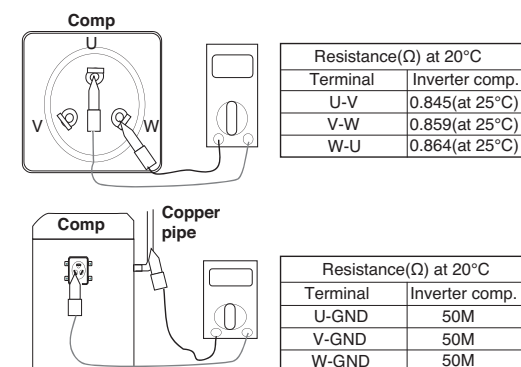 Comp
U
V
W
Resistance(Ω) at 20°C
Terminal Inverter comp.
U-V 0.845(at 25°C)
V-W 0.859(at 25°C)
W-U 0.864(at 25°C)
Comp
Copper
pipe
Resistance(Ω) at 20°C
Terminal Inverter comp.
U-GND 50M
V-GND 50M
W-GND 50M